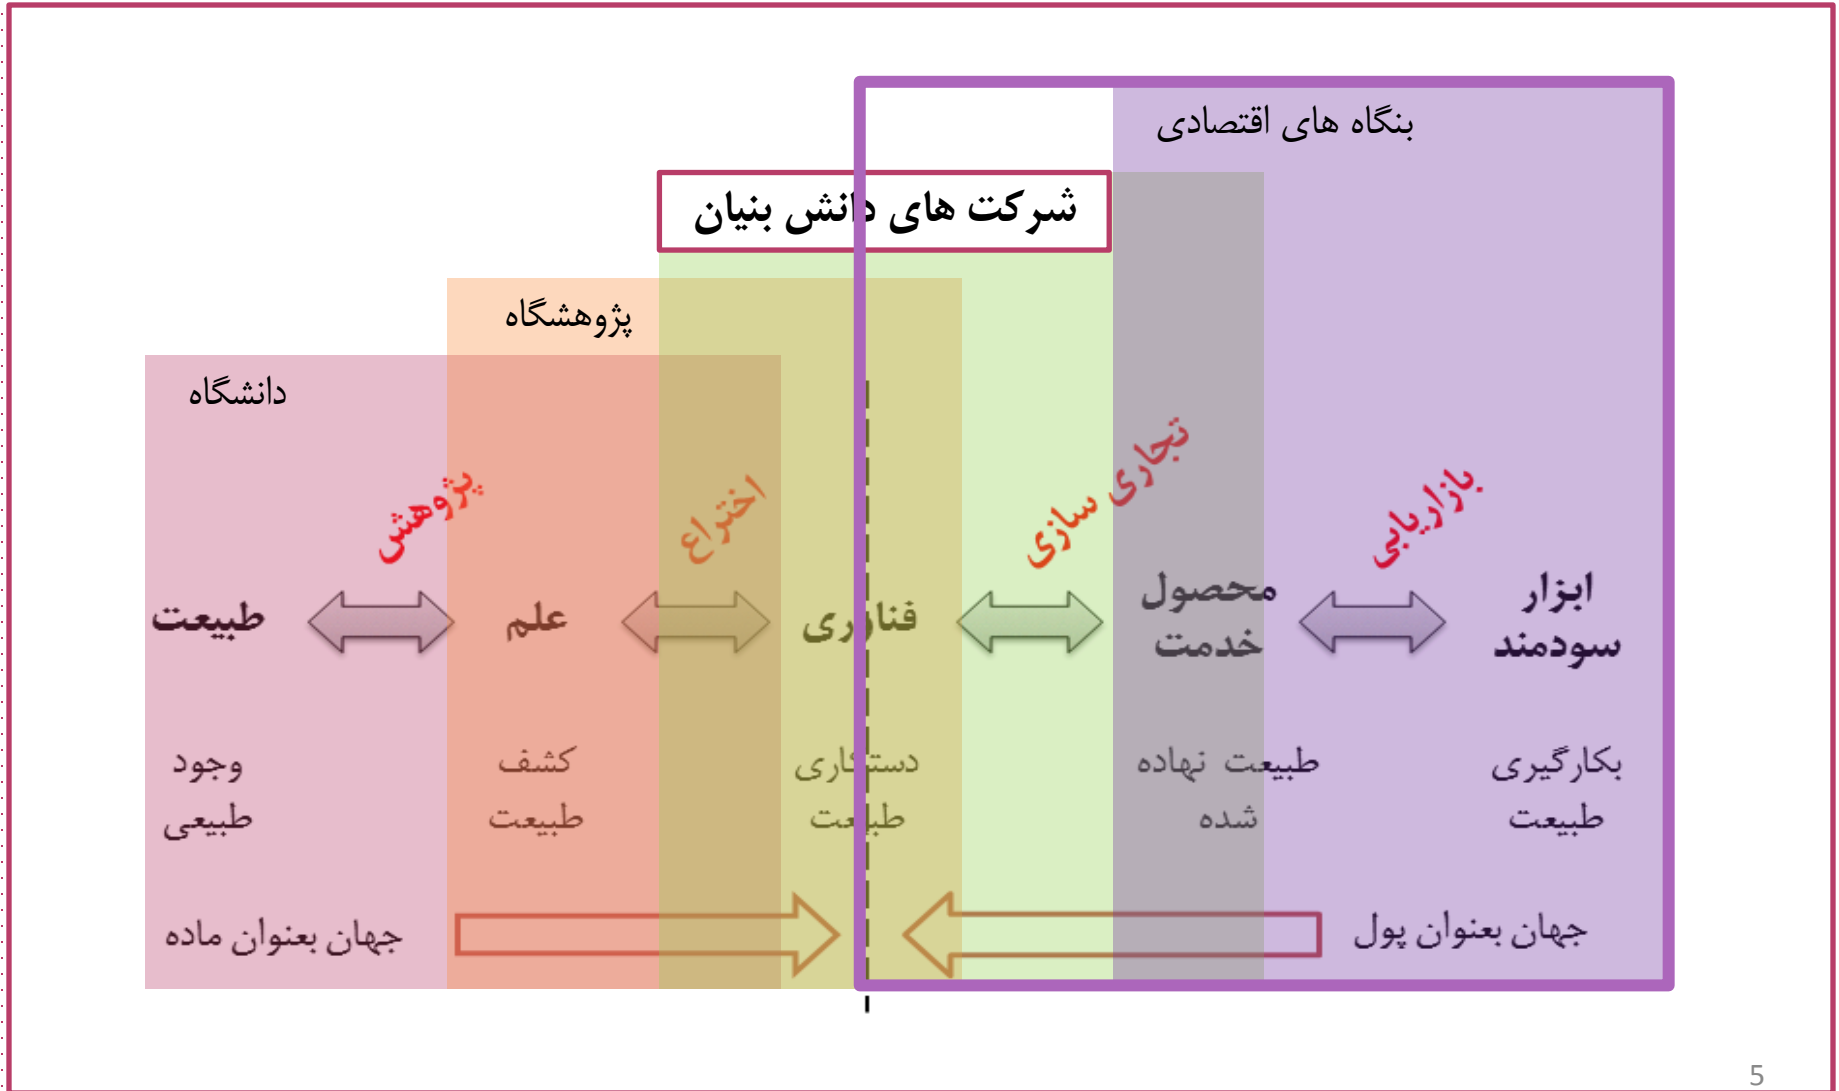 بنگاه های اقتصادی
شرکت های دانش بنیان
پژوهشگاه
دانشگاه
پژوهش
اختراع
تجاری سازی
بازاریابی
طبیعت
علم
فناوری
محصول
خدمت
ابزار
سودمند
وجود
طبیعی
کشف
طبیعت
دستکاری
طبیعت
طبیعت نهاده
شده
بکارگیری
طبیعت
جهان بعنوان ماده
جهان بعنوان پول
5